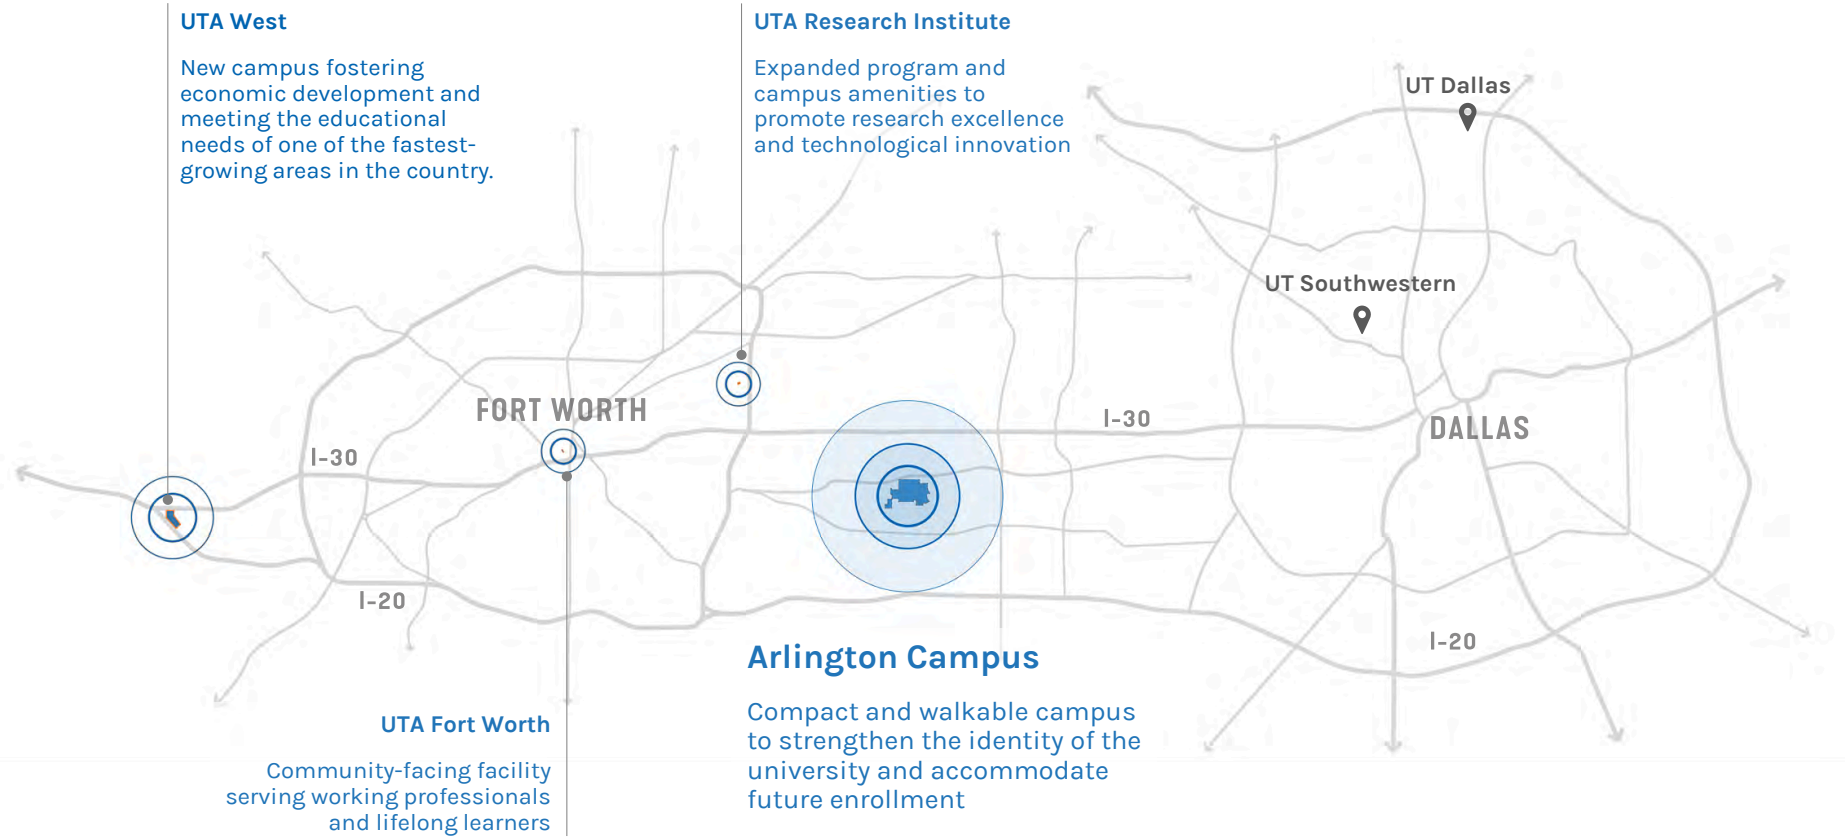 UTA West
New campus fostering
economic development and
meeting the educational
needs of one of the fastest-
growing areas in the country.
UTA Research Institute
Expanded program and
campus amenities to
promote research excellence
and technological innovation
UT Dallas
UT Southwestern
FORT WORTH
I-30
I-30
DALLAS
I-20
I-20
UTA Fort Worth
Community-facing facility
serving working professionals
and lifelong learners
Arlington Campus
Compact and walkable campus
to strengthen the identity of the
university and accommodate
future enrollment